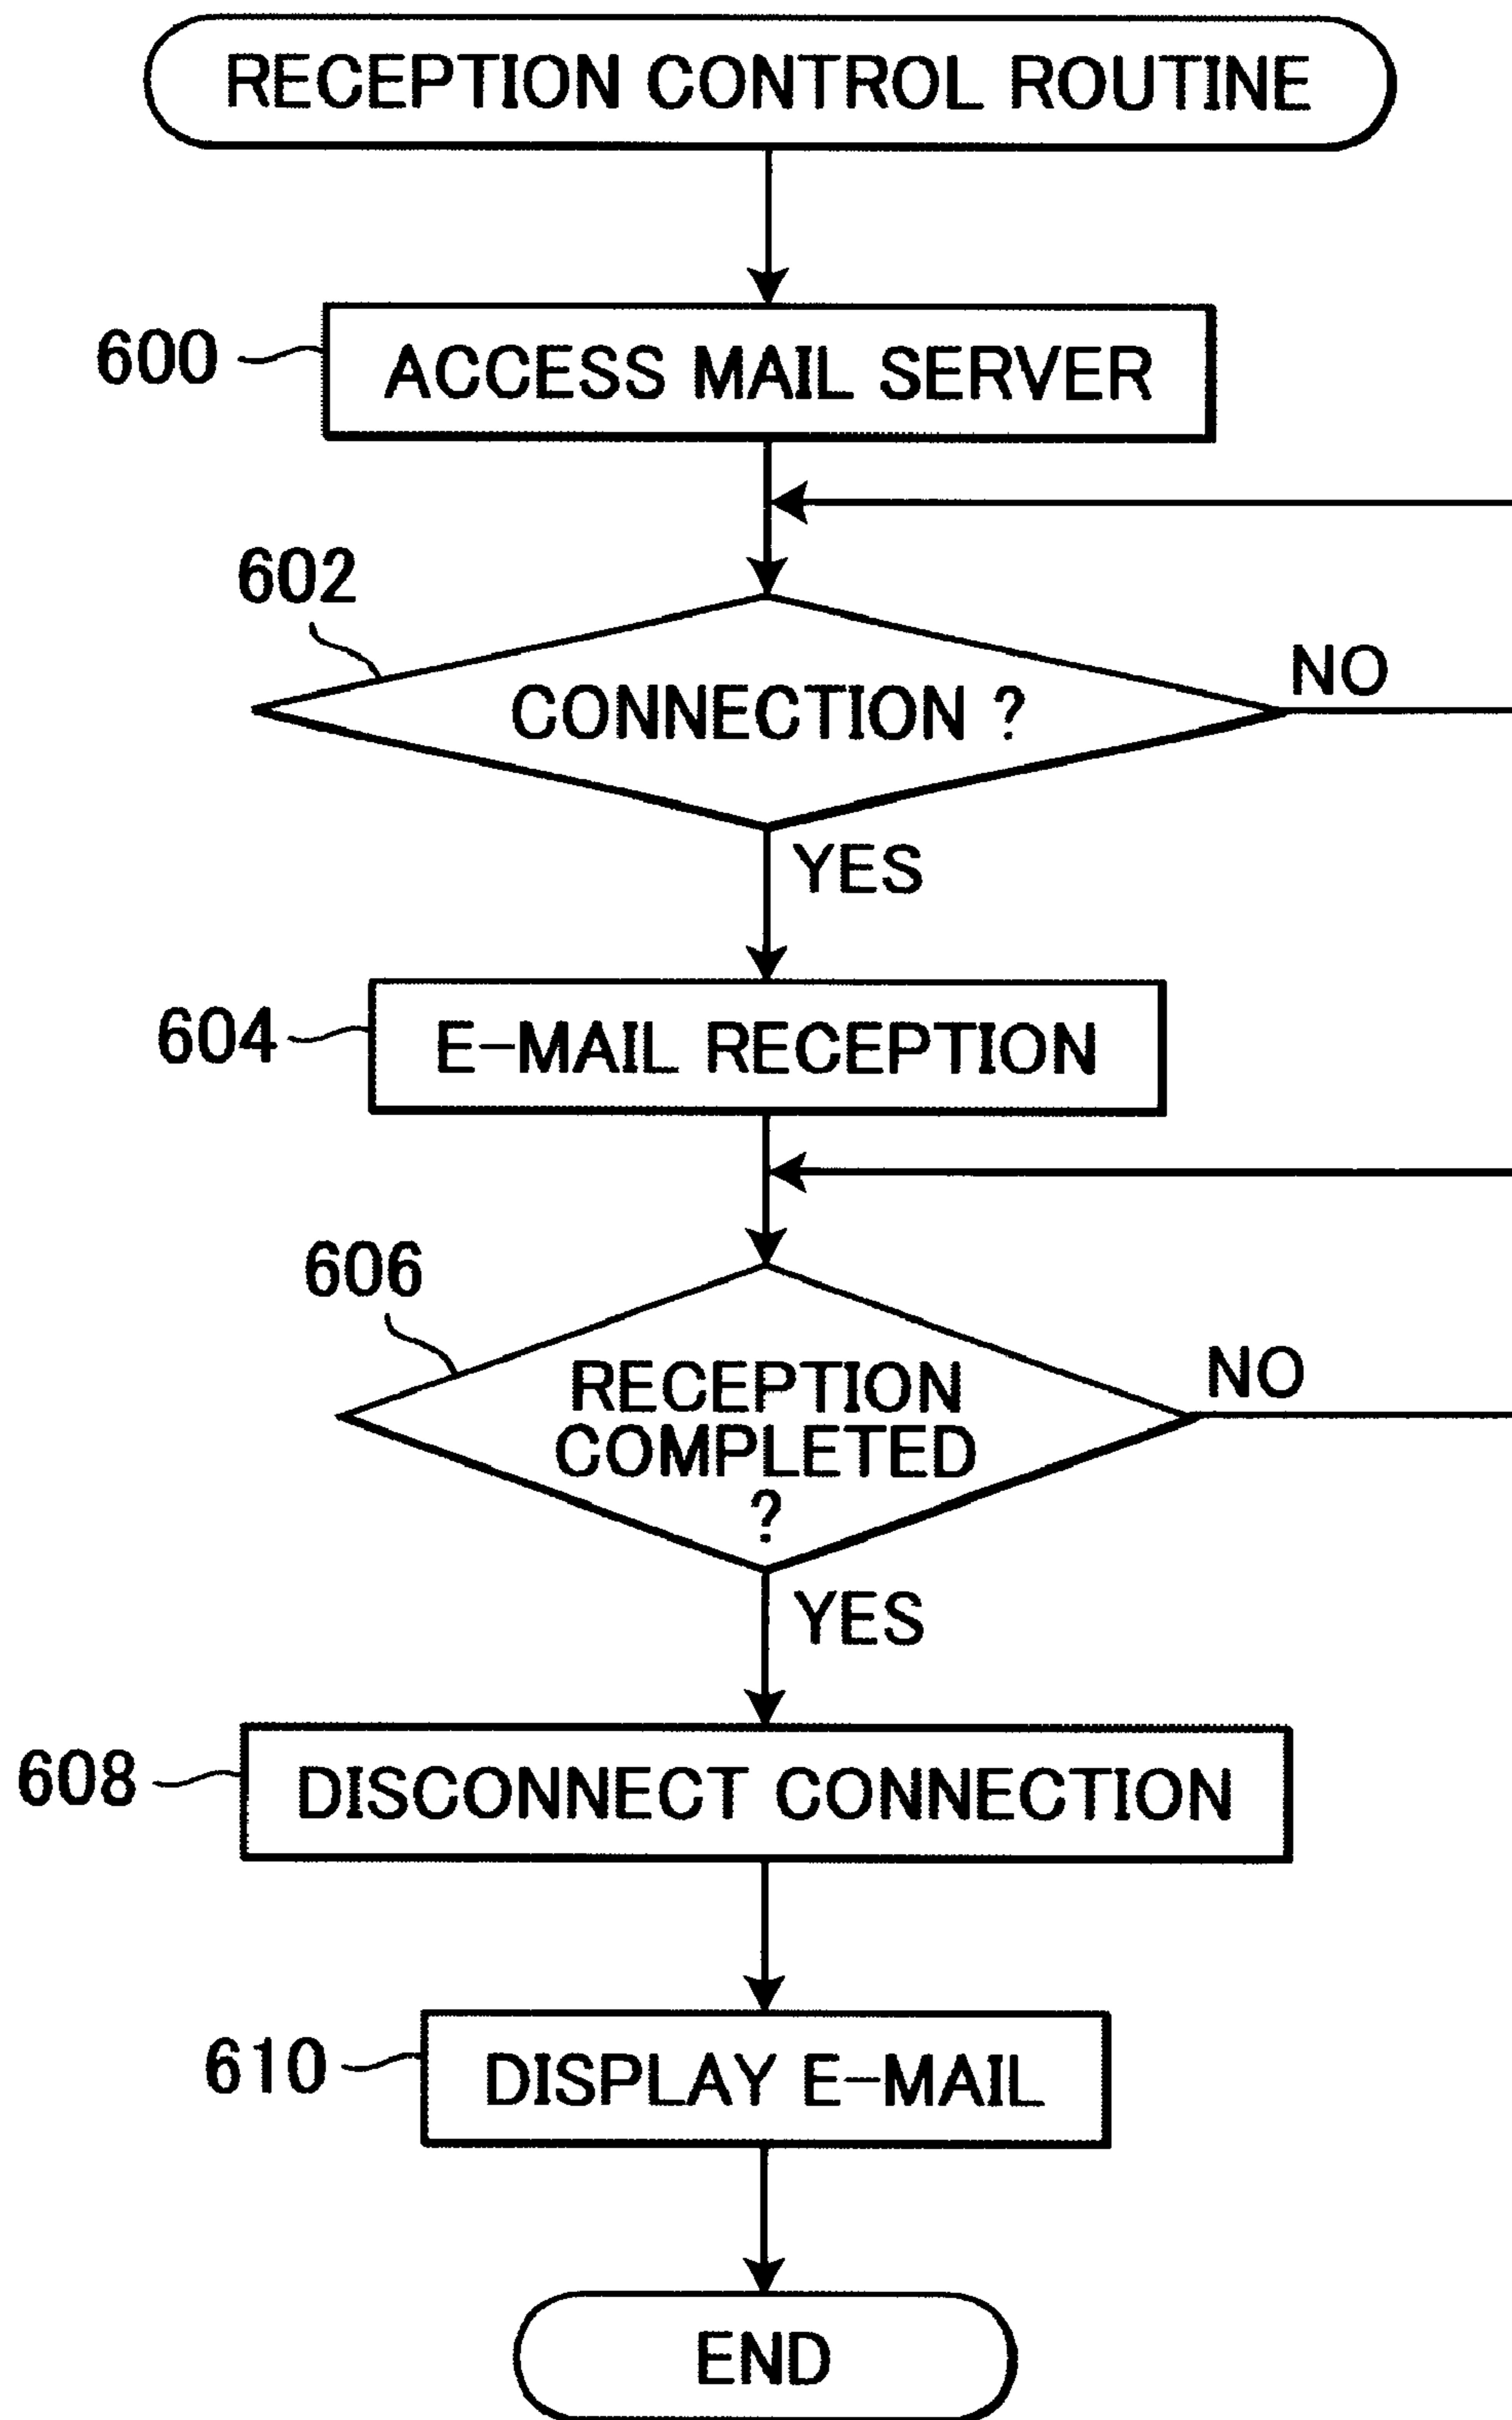 RECEPTION CONTROL ROUTINE
600
ACCESS MAIL SERVER
602
CONNECTION ?
NO
YES
604
E-MAIL RECEPTION
606
RECEPTION
COMPLETED
?
NO
YES
608
DISCONNECT CONNECTION
610
DISPLAY E-MAIL
END